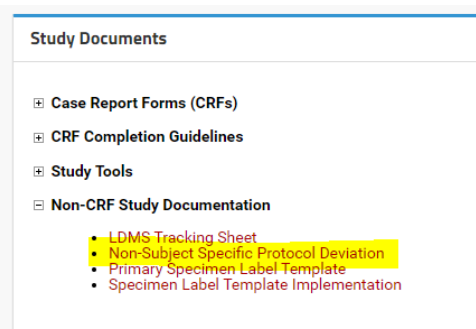 Study Documents
Case Report Forms (CRFs)
CRF Completion Guidelines
Study Tools
Non-CRF Study Documentation
LDMS Tracking Sheet
Non-Subject Specific Protocol Deviation
Primary Specimen Label Template
Specimen Label Template Implementation